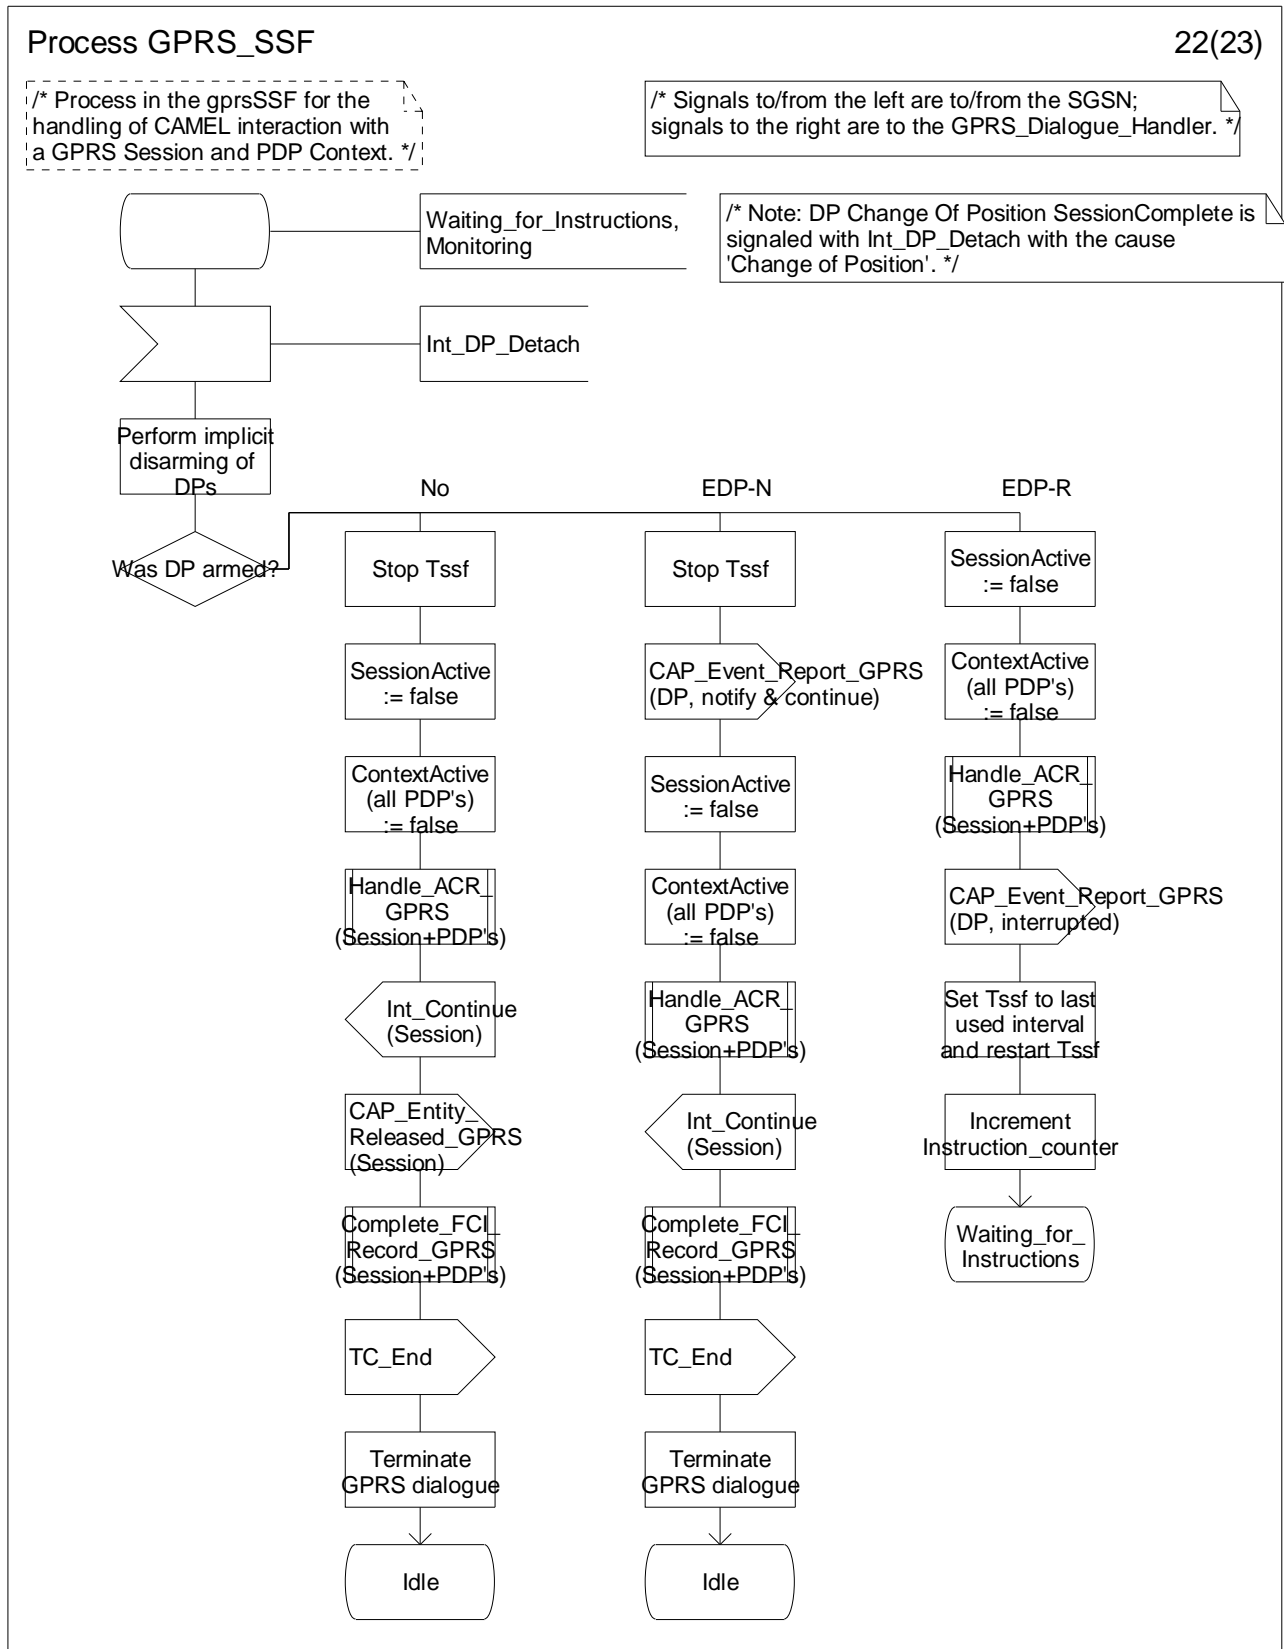 Process GPRS_SSF
22(23)
/* Process in the gprsSSF for the
handling of CAMEL interaction with
a GPRS Session and PDP Context. */
/* Signals to/from the left are to/from the SGSN;
signals to the right are to the GPRS_Dialogue_Handler. */
Waiting_for_Instructions,
Monitoring
/* Note: DP Change Of Position SessionComplete is
signaled with Int_DP_Detach with the cause
'Change of Position'. */
Int_DP_Detach
Perform implicit
disarming of
DPs
Was DP armed?
No
Stop Tssf
SessionActive
:= false
ContextActive
(all PDP's)
:= false
Handle_ACR_
GPRS
(Session+PDP's)
Int_Continue
(Session)
CAP_Entity_
Released_GPRS
(Session)
Complete_FCI_
Record_GPRS
(Session+PDP's)
TC_End
Terminate
GPRS dialogue
Idle
EDP-N
Stop Tssf
CAP_Event_Report_GPRS
(DP, notify & continue)
SessionActive
:= false
ContextActive
(all PDP's)
:= false
Handle_ACR_
GPRS
(Session+PDP's)
Int_Continue
(Session)
Complete_FCI_
Record_GPRS
(Session+PDP's)
TC_End
Terminate
GPRS dialogue
Idle
EDP-R
SessionActive
:= false
ContextActive
(all PDP's)
:= false
Handle_ACR_
GPRS
(Session+PDP's)
CAP_Event_Report_GPRS
(DP, interrupted)
Set Tssf to last
used interval
and restart Tssf
Increment
Instruction_counter
Waiting_for_
Instructions